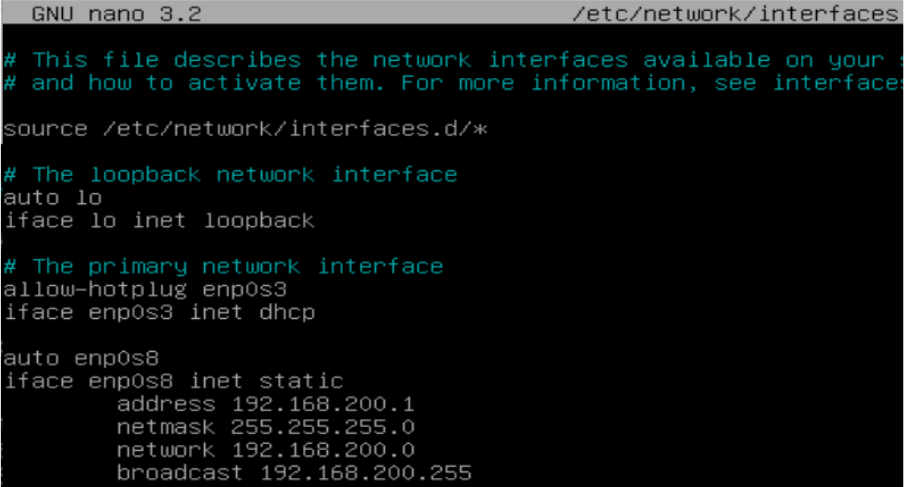 GNU nano 3.2 /etc/network/interfaces
# This file describes the network interfaces available on your
# and how to activate them. For more information, see interfaces
source /etc/network/interfaces.d/*
# The loopback network interface
auto lo
iface lo inet loopback
# The primary network interface
allow-hotplug enp0s3
iface enp0s3 inet dhcp
auto enp0s8
iface enp0s8 inet static
address 192.168.200.1
netmask 255.255.255.0
network 192.168.200.0
broadcast 192.168.200.255